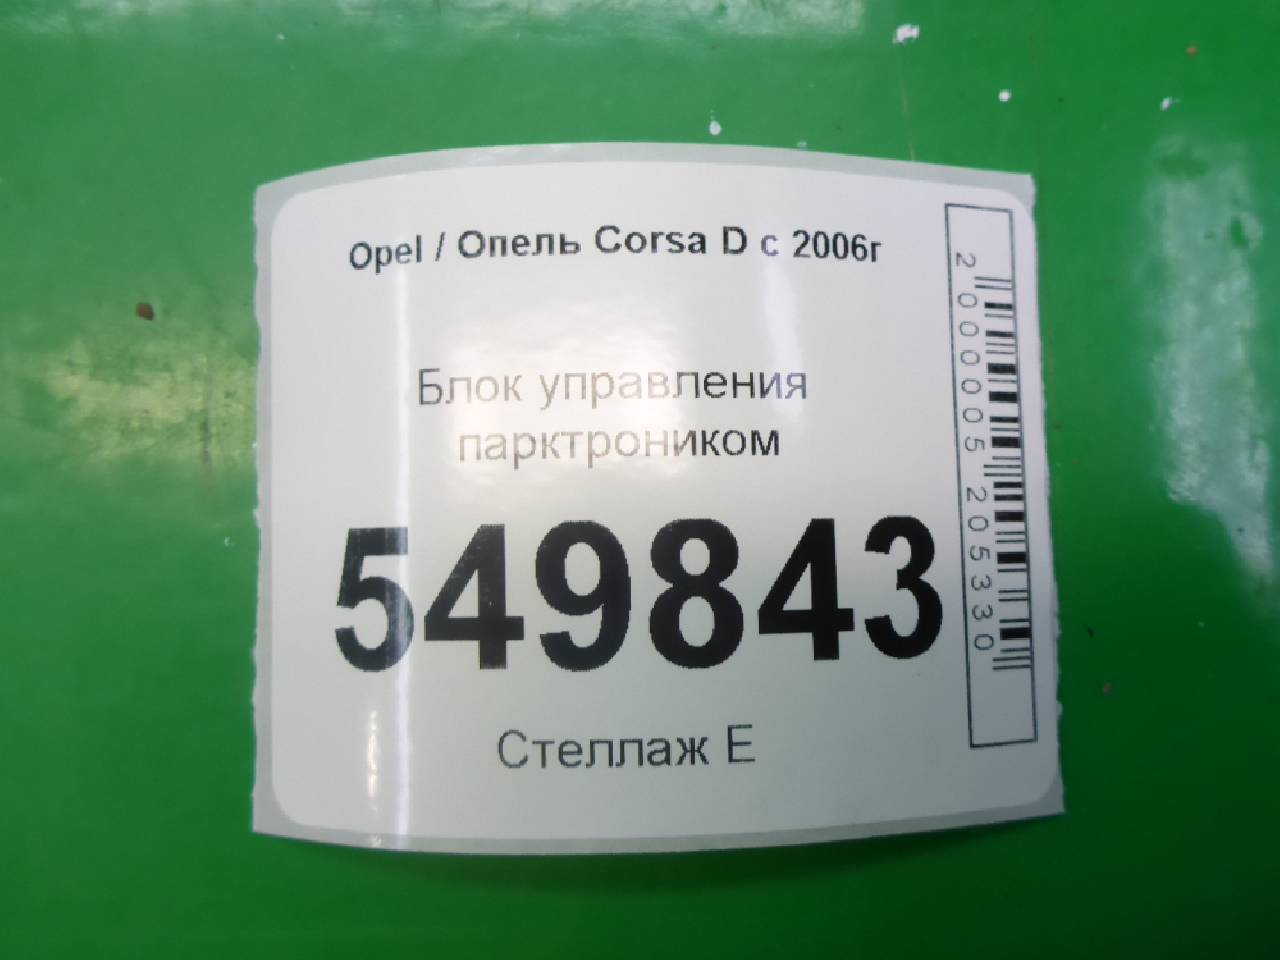 Opel / Опель Corsa D с 2006г
Блок управления
парктроником
549843
Стеллаж Е
2000005205330